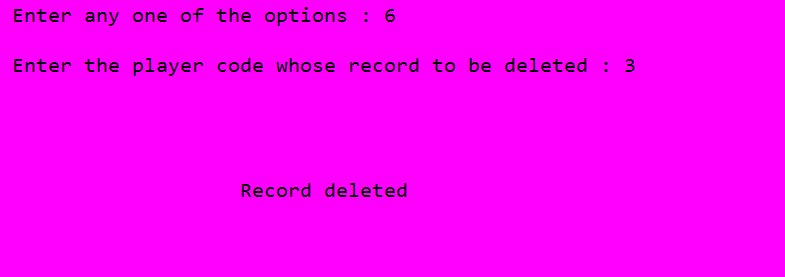 Enter any one of the options : 6
Enter the player code whose record to be deleted : 3
Record deleted